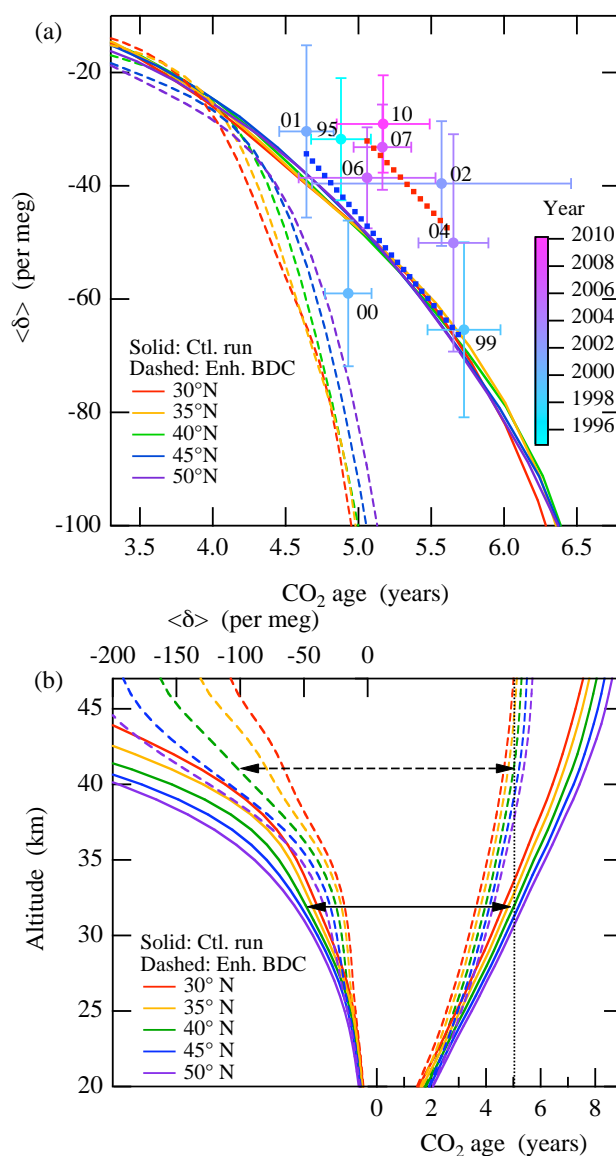 (a)
-20
-40
-60
-80
-100
<δ> (per meg)
01
95
10
07
06
02
04
00
99
Year
2010
2008
2006
2004
2002
2000
1998
1996
Solid: Ctl. run
Dashed: Enh. BDC
30°N
35°N
40°N
45°N
50°N
3.5 4.0 4.5 5.0 5.5 6.0 6.5
CO2 age (years)
<δ> (per meg)
-200 -150 -100 -50 0
(b)
45
40
35
30
25
20
Altitude (km)
Solid: Ctl. run
Dashed: Enh. BDC
30° N
35° N
40° N
45° N
50° N
0 2 4 6 8
CO2 age (years)